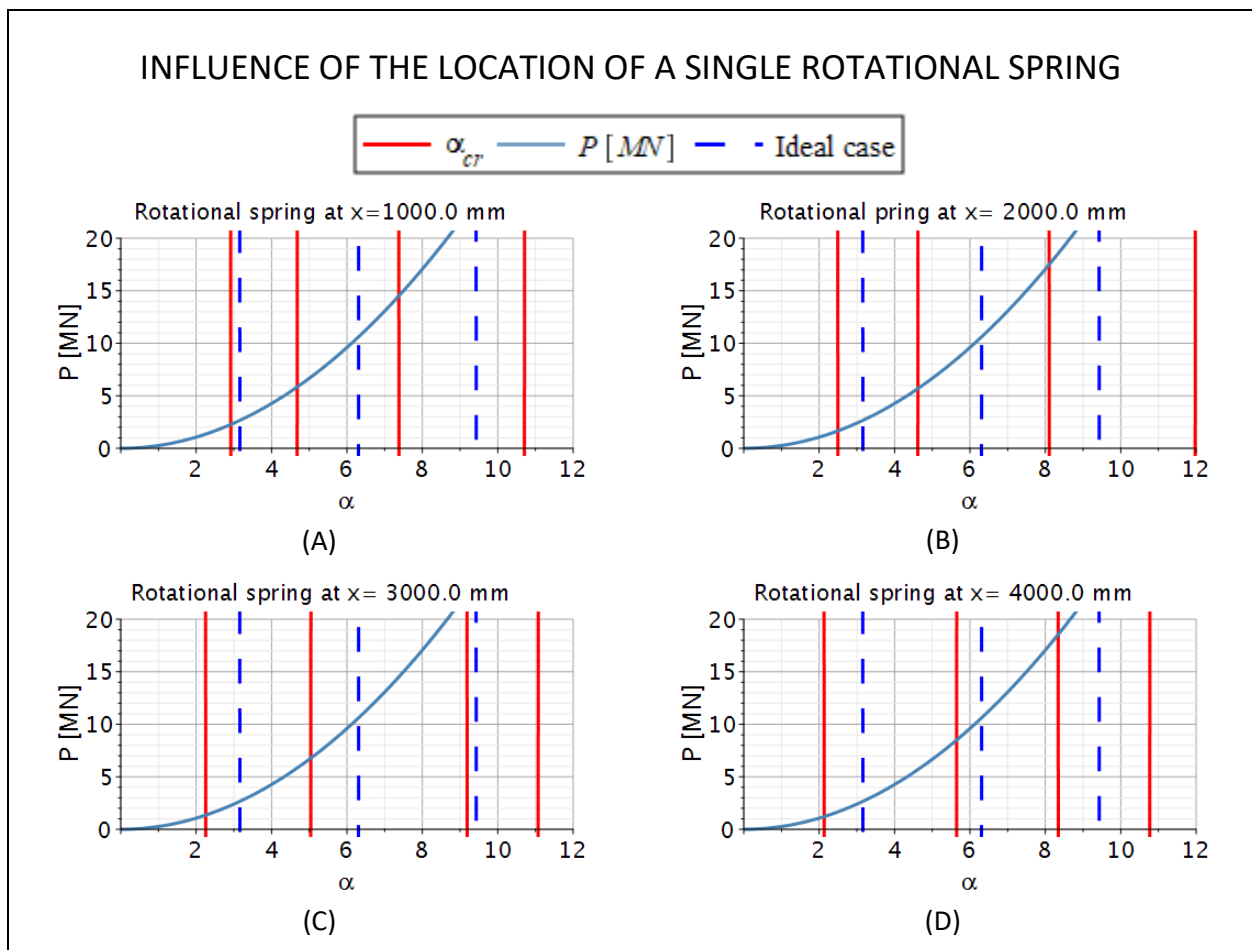 INFLUENCE OF THE LOCATION OF A SINGLE ROTATIONAL SPRING
α_cr P [MN] Ideal case
Rotational spring at x=1000.0 mm
20
15
10
5
0
P [MN]
2 4 6 8 10 12
α
(A)
Rotational pring at x= 2000.0 mm
20
15
10
5
0
P [MN]
2 4 6 8 10 12
α
(B)
Rotational spring at x= 3000.0 mm
20
15
10
5
0
P [MN]
2 4 6 8 10 12
α
(C)
Rotational spring at x= 4000.0 mm
20
15
10
5
0
P [MN]
2 4 6 8 10 12
α
(D)